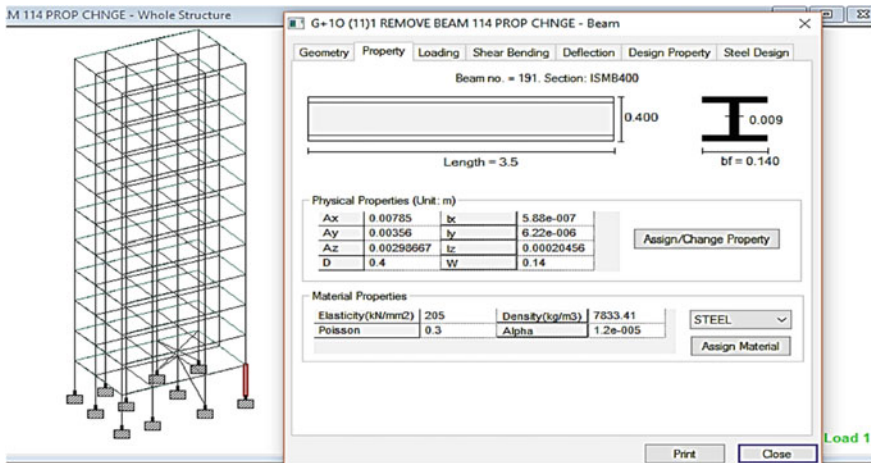 M 114 PROP CHNGE - Whole Structure
G+1O (11)1 REMOVE BEAM 114 PROP CHNGE - Beam
Geometry Property Loading Shear Bending Deflection Design Property Steel Design
Beam no. = 191. Section: ISMB400
0.400
0.009
Length = 3.5
bf = 0.140
Physical Properties (Unit: m)
Ax 0.00785 Ix 5.88e-007
Ay 0.00356 Iy 6.22e-006
Az 0.00298667 Iz 0.00020456
D 0.4 W 0.14
Assign/Change Property
Material Properties
Elasticity(kN/mm2) 205 Density(kg/m3) 7833.41
Poisson 0.3 Alpha 1.2e-005
STEEL
Assign Material
Load 1
Print Close